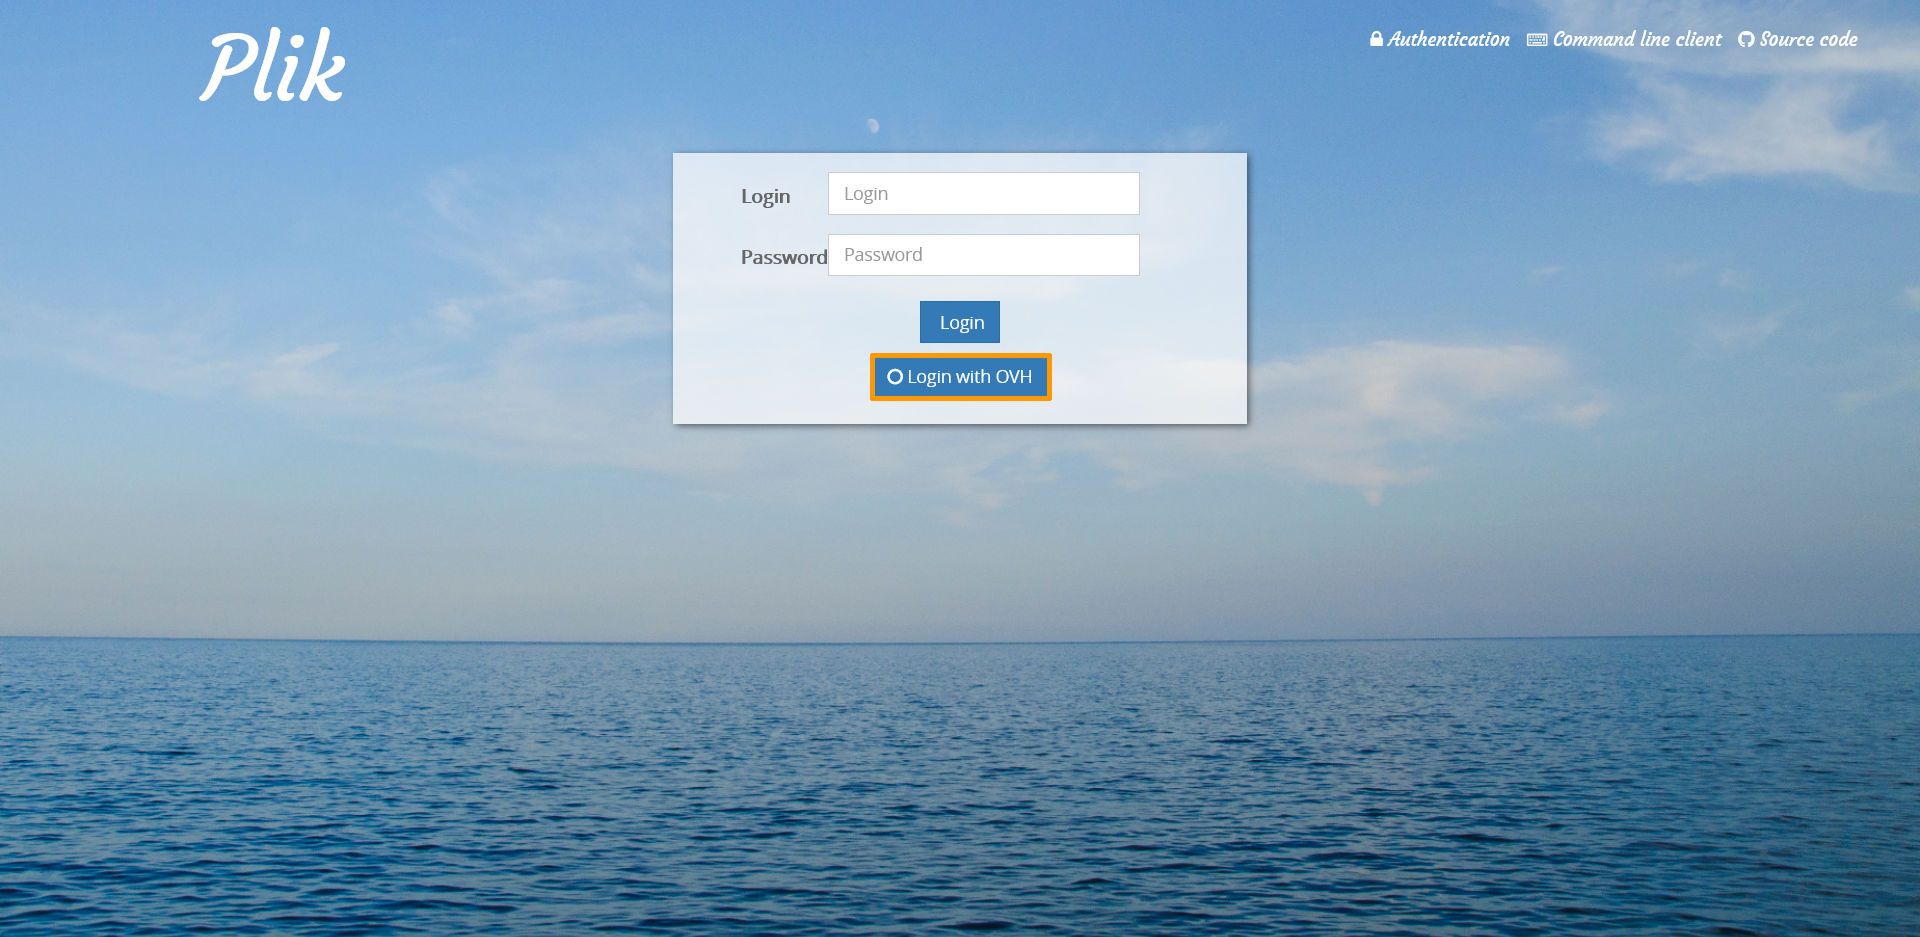 Plik
Authentication Command line client Source code
Login Login
Password Password
Login
Login with OVH